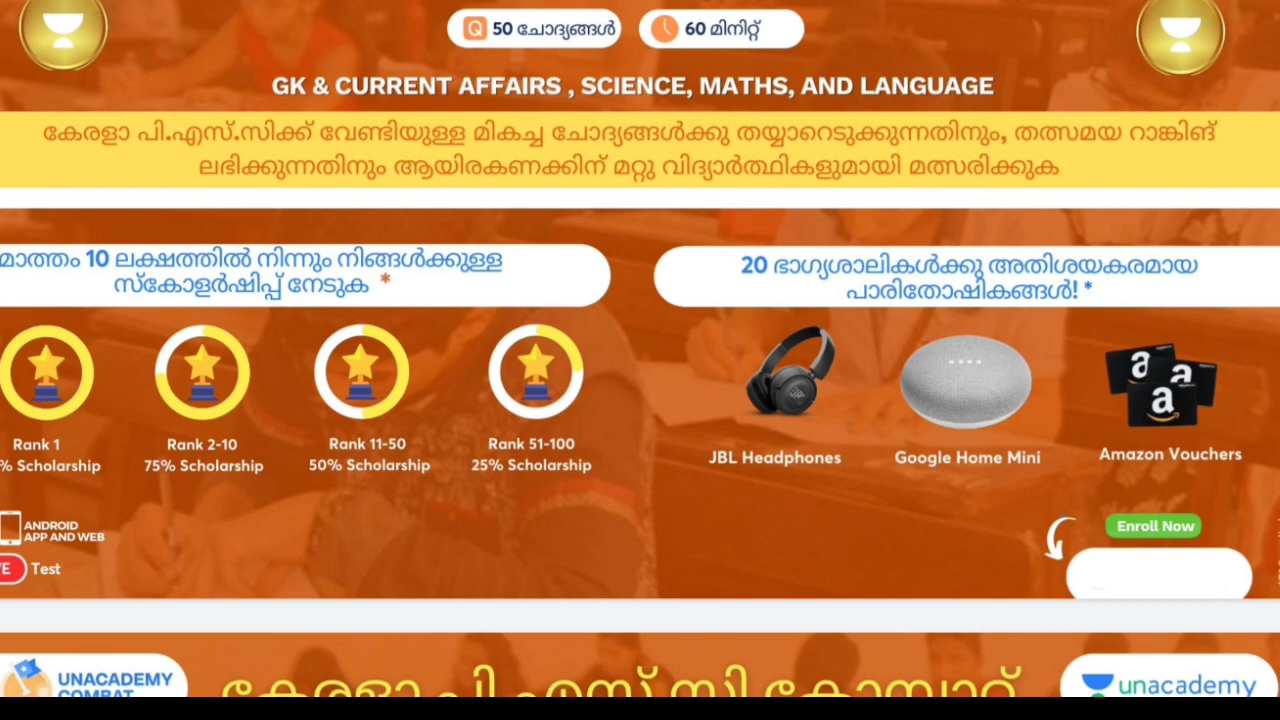 50 ചോദ്യങ്ങൾ
60 മിനിറ്റ്
GK & CURRENT AFFAIRS , SCIENCE, MATHS, AND LANGUAGE
കേരളാ പി.എസ്.സിക്ക് വേണ്ടിയുള്ള മികച്ച ചോദ്യങ്ങൾക്കു തയ്യാറെടുക്കുന്നതിനും, തത്സമയ റാങ്കിങ്
ലഭിക്കുന്നതിനും ആയിരകണക്കിന് മറ്റു വിദ്യാർത്ഥികളുമായി മത്സരിക്കുക
മാത്തം 10 ലക്ഷത്തിൽ നിന്നും നിങ്ങൾക്കുള്ള
സ്കോളർഷിപ്പ് നേടുക *
20 ഭാഗ്യശാലികൾക്കു അതിശയകരമായ
പാരിതോഷികങ്ങൾ! *
Rank 1
% Scholarship
Rank 2-10
75% Scholarship
Rank 11-50
50% Scholarship
Rank 51-100
25% Scholarship
JBL Headphones
Google Home Mini
Amazon Vouchers
ANDROID
APP AND WEB
Test
Enroll Now
UNACADEMY
COMBAT
കേരളാ പി എസ് സി കോമ്പാറ്റ്
unacademy